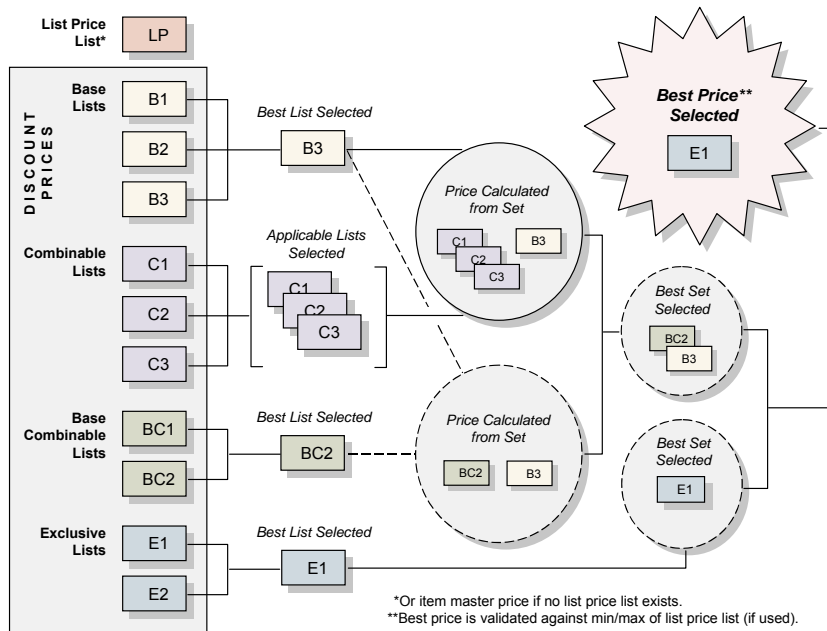 List Price
List*
LP
DISCOUNT
PRICES
Base
Lists
B1
B2
B3
Best List Selected
B3
Combinable
Lists
C1
C2
C3
Applicable Lists
Selected
C1
C2
C3
Base
Combinable
Lists
BC1
BC2
Best List Selected
BC2
Exclusive
Lists
E1
E2
Best List Selected
E1
Price Calculated
from Set
C1
C2
C3
B3
Price Calculated
from Set
BC2
B3
Best Set
Selected
BC2
B3
Best Set
Selected
E1
Best Price**
Selected
E1
*Or item master price if no list price list exists.
**Best price is validated against min/max of list price list (if used).